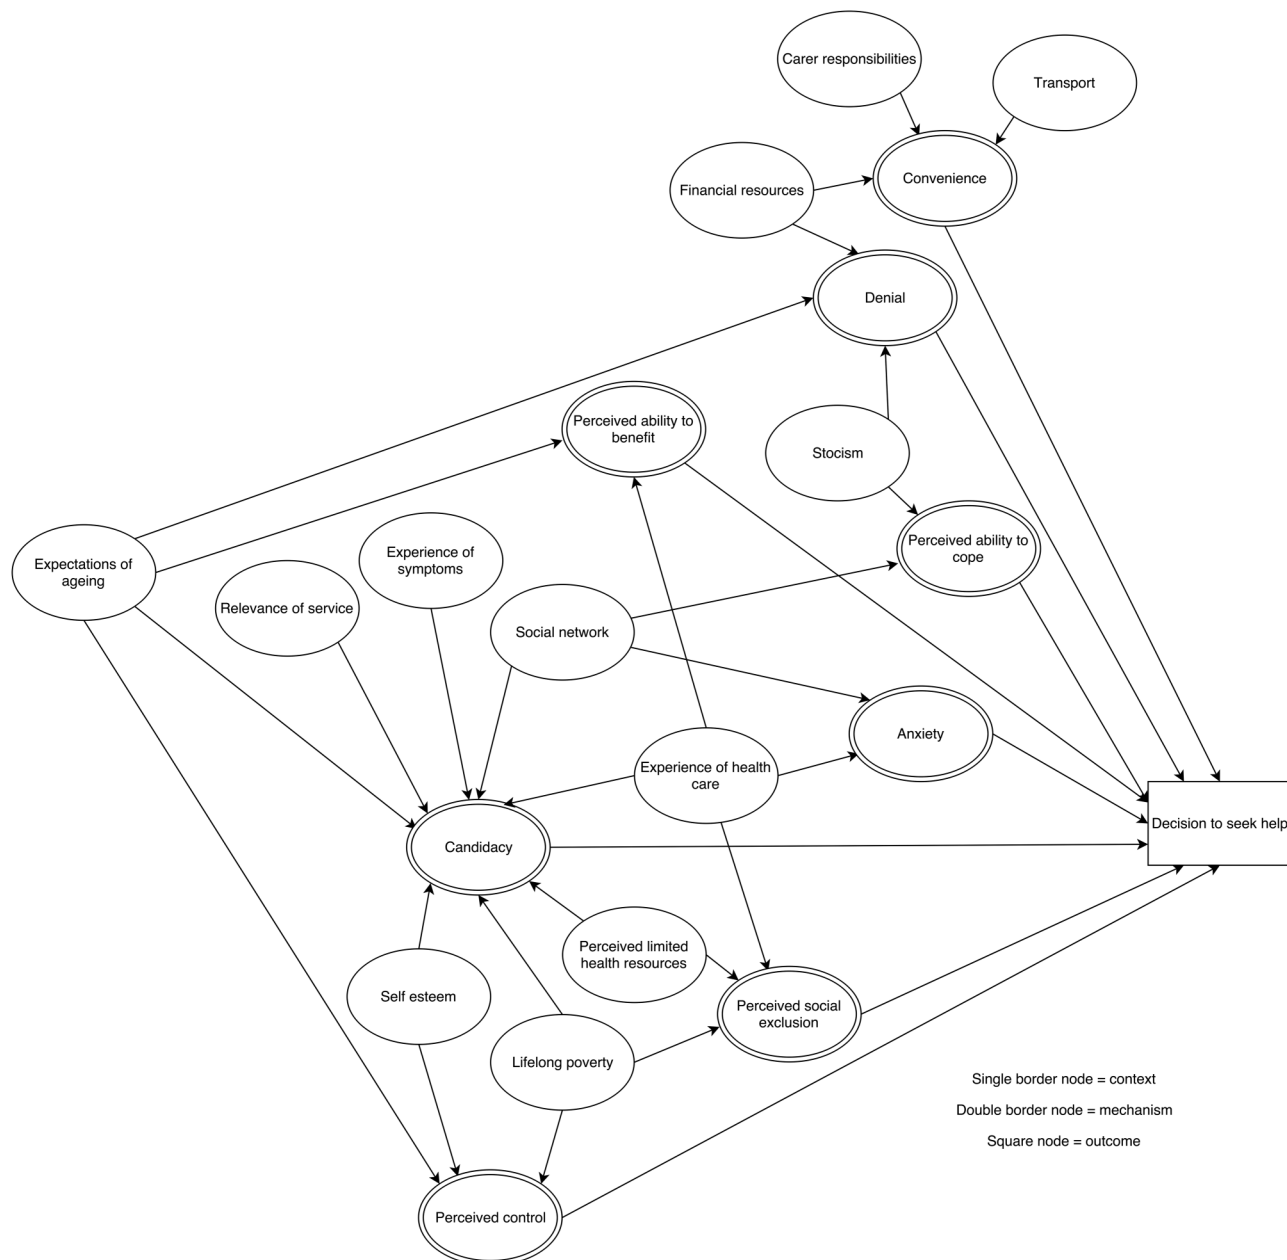 Carer responsibilities
Transport
Convenience
Financial resources
Denial
Perceived ability to
benefit
Stocism
Perceived ability to
cope
Expectations of
ageing
Experience of
symptoms
Relevance of service
Social network
Anxiety
Experience of health
care
Decision to seek help
Candidacy
Perceived limited
health resources
Self esteem
Perceived social
exclusion
Lifelong poverty
Perceived control
Single border node = context
Double border node = mechanism
Square node = outcome